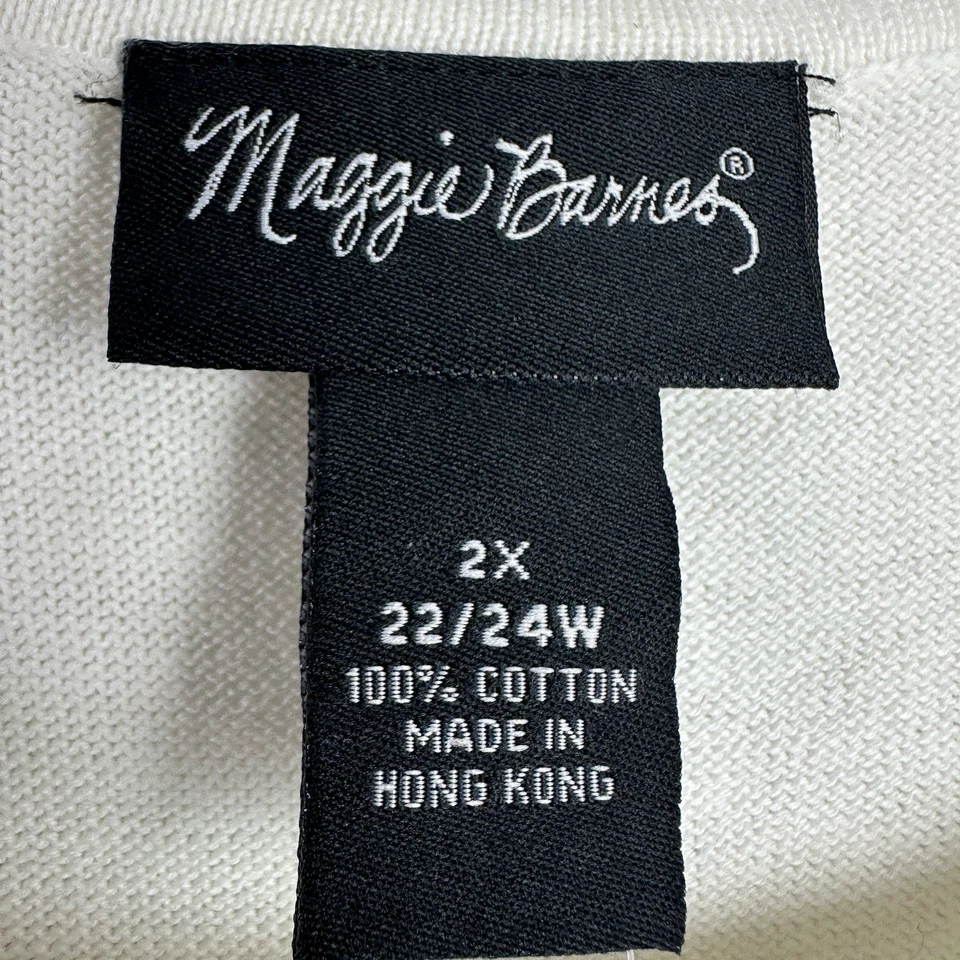 Maggie Barnes®
2X
22/24W
100% COTTON
MADE IN
HONG KONG